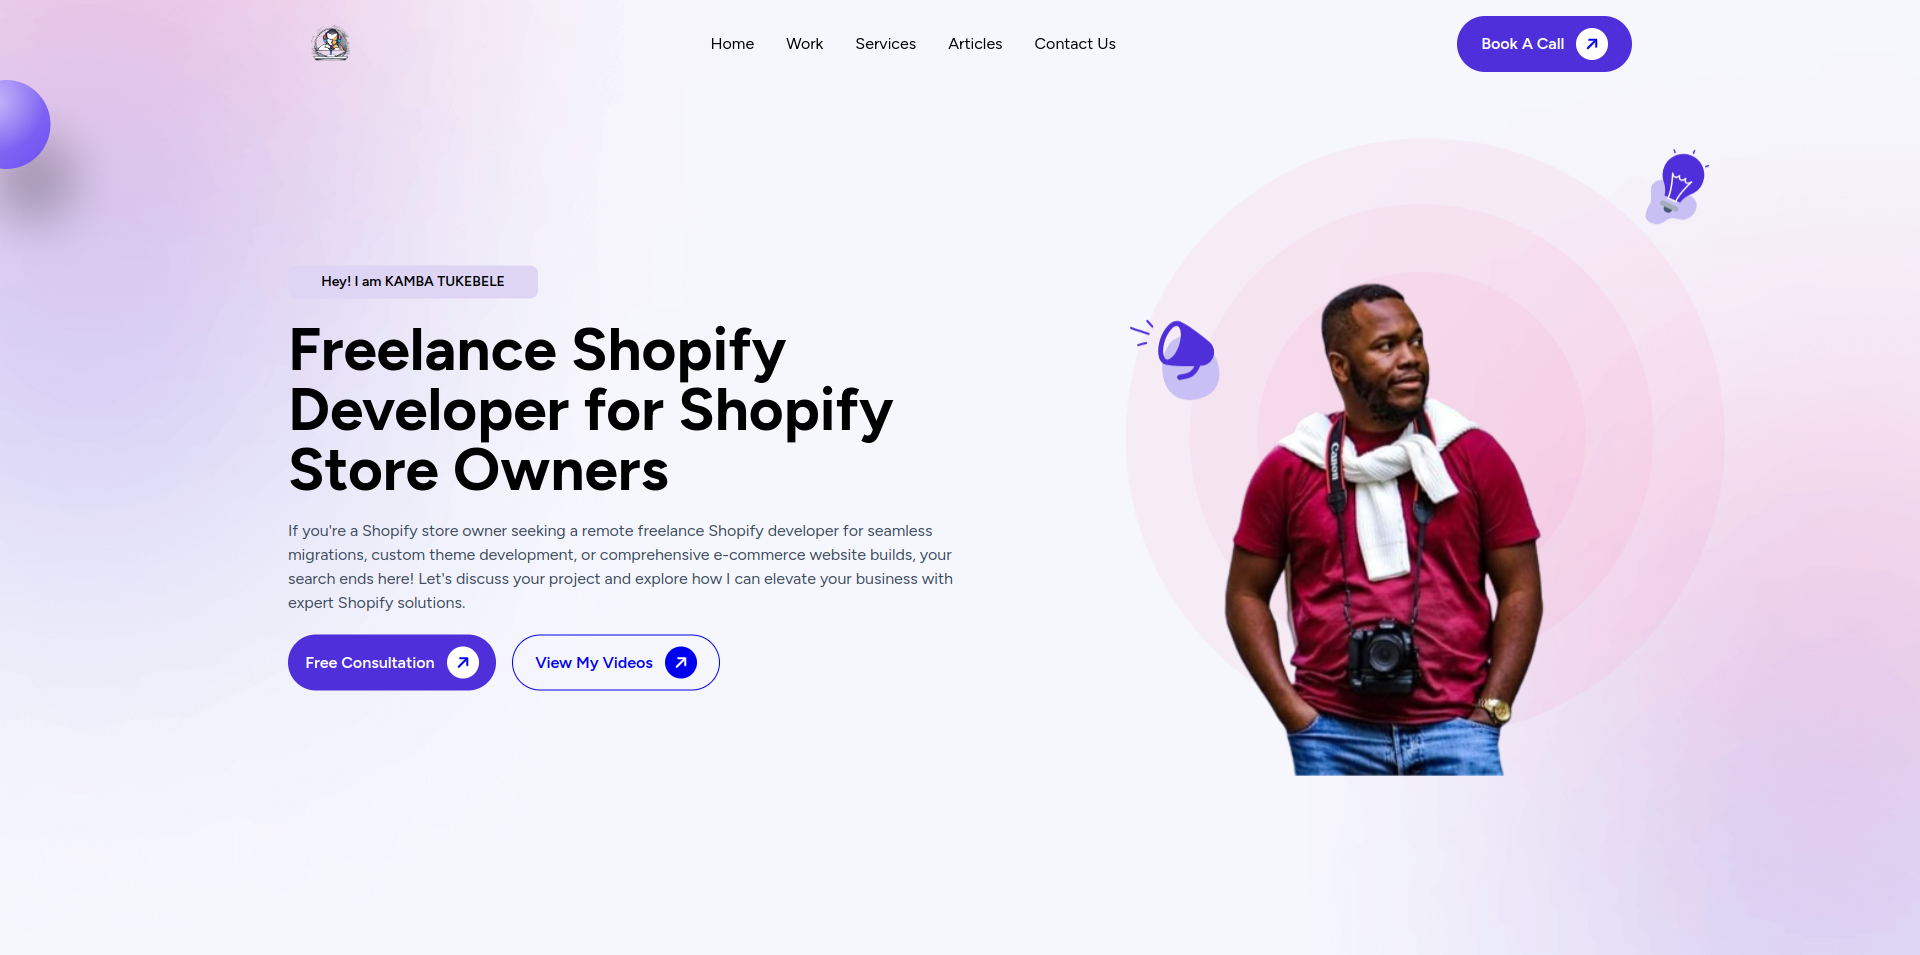 Home
Work
Services
Articles
Contact Us
Book A Call
Hey! I am KAMBA TUKEBELE
Freelance Shopify
Developer for Shopify
Store Owners
If you're a Shopify store owner seeking a remote freelance Shopify developer for seamless
migrations, custom theme development, or comprehensive e-commerce website builds, your
search ends here! Let's discuss your project and explore how I can elevate your business with
expert Shopify solutions.
Free Consultation
View My Videos
Canon